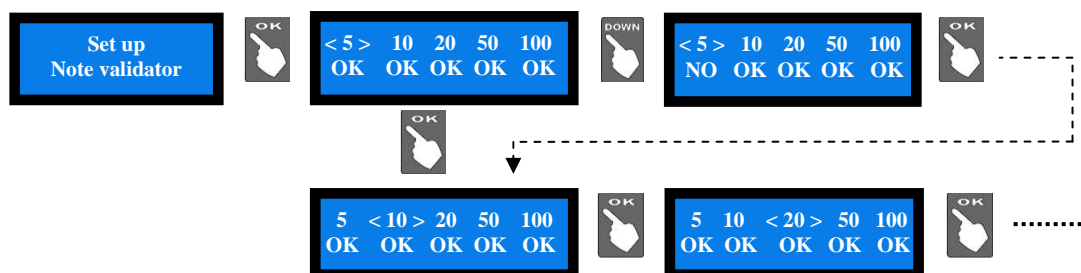 Set up
Note validator
OK
< 5 > 10 20 50 100
OK OK OK OK OK
DOWN
< 5 > 10 20 50 100
NO OK OK OK OK
OK
OK
5 < 10 > 20 50 100
OK OK OK OK OK
OK
5 10 < 20 > 50 100
OK OK OK OK OK
OK